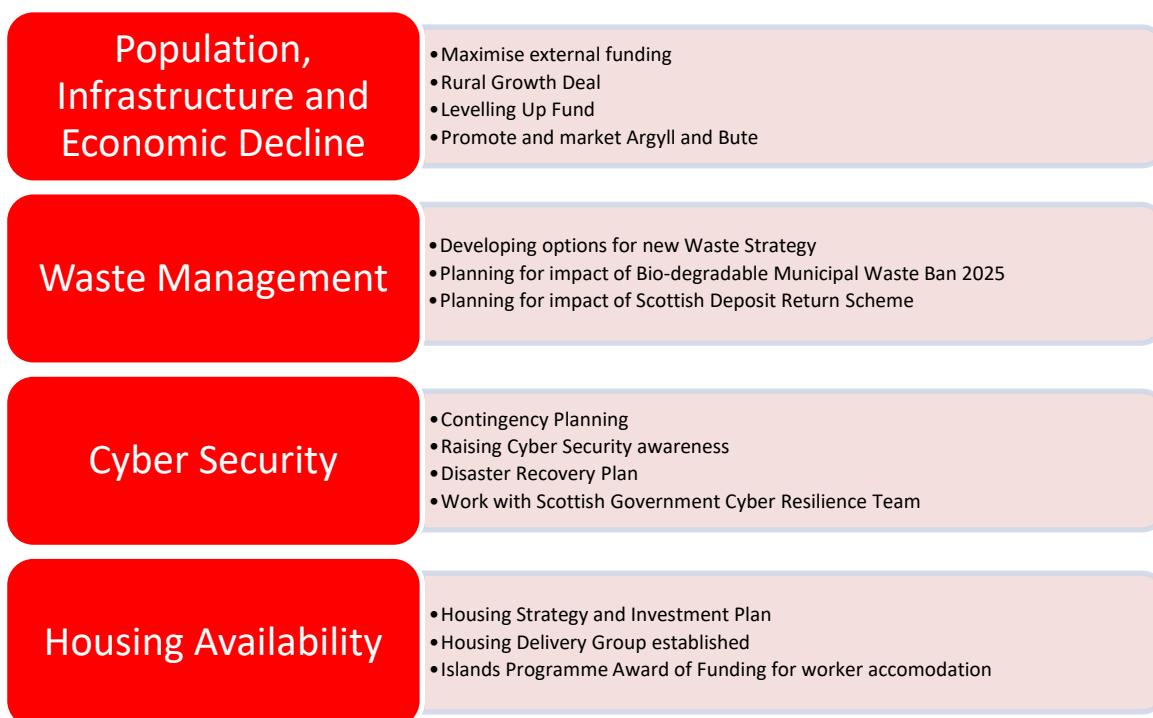 Population,
Infrastructure and
Economic Decline
•Maximise external funding
•Rural Growth Deal
•Levelling Up Fund
•Promote and market Argyll and Bute
Waste Management
•Developing options for new Waste Strategy
•Planning for impact of Bio-degradable Municipal Waste Ban 2025
•Planning for impact of Scottish Deposit Return Scheme
Cyber Security
•Contingency Planning
•Raising Cyber Security awareness
•Disaster Recovery Plan
•Work with Scottish Government Cyber Resilience Team
Housing Availability
•Housing Strategy and Investment Plan
•Housing Delivery Group established
•Islands Programme Award of Funding for worker accomodation